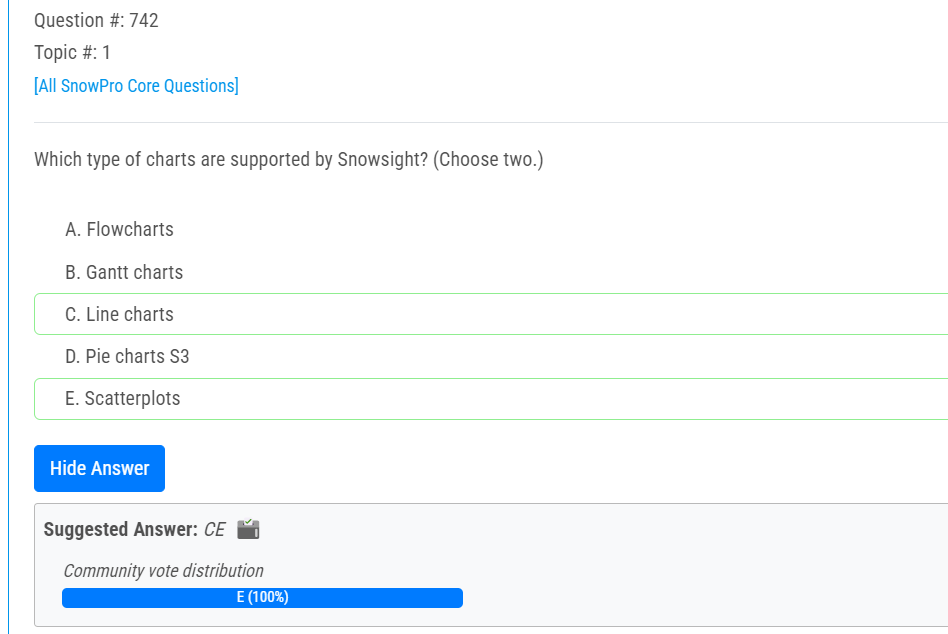 Question #: 742
Topic #: 1
[All SnowPro Core Questions]
Which type of charts are supported by Snowsight? (Choose two.)
A. Flowcharts
B. Gantt charts
C. Line charts
D. Pie charts S3
E. Scatterplots
Hide Answer
Suggested Answer: CE
Community vote distribution
E (100%)